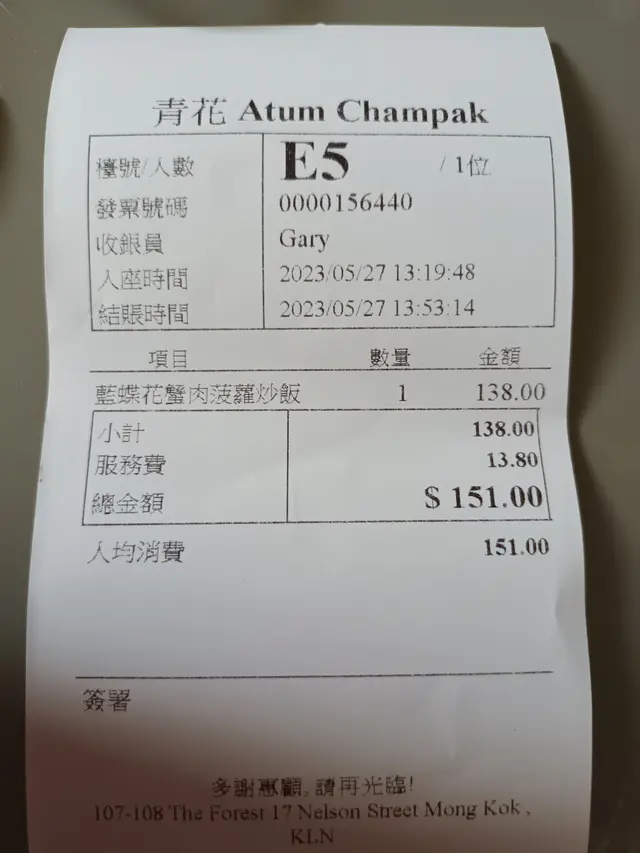 青花 Atum Champak
檯號/人數 E5 / 1位
發票號碼 0000156440
收銀員 Gary
入座時間 2023/05/27 13:19:48
結賬時間 2023/05/27 13:53:14
項目 數量 金額
藍蝶花蟹肉菠蘿炒飯 1 138.00
小計 138.00
服務費 13.80
總金額 $ 151.00
人均消費 151.00
簽署
多謝惠顧, 請再光臨!
107-108 The Forest 17 Nelson Street Mong Kok ,
KLN